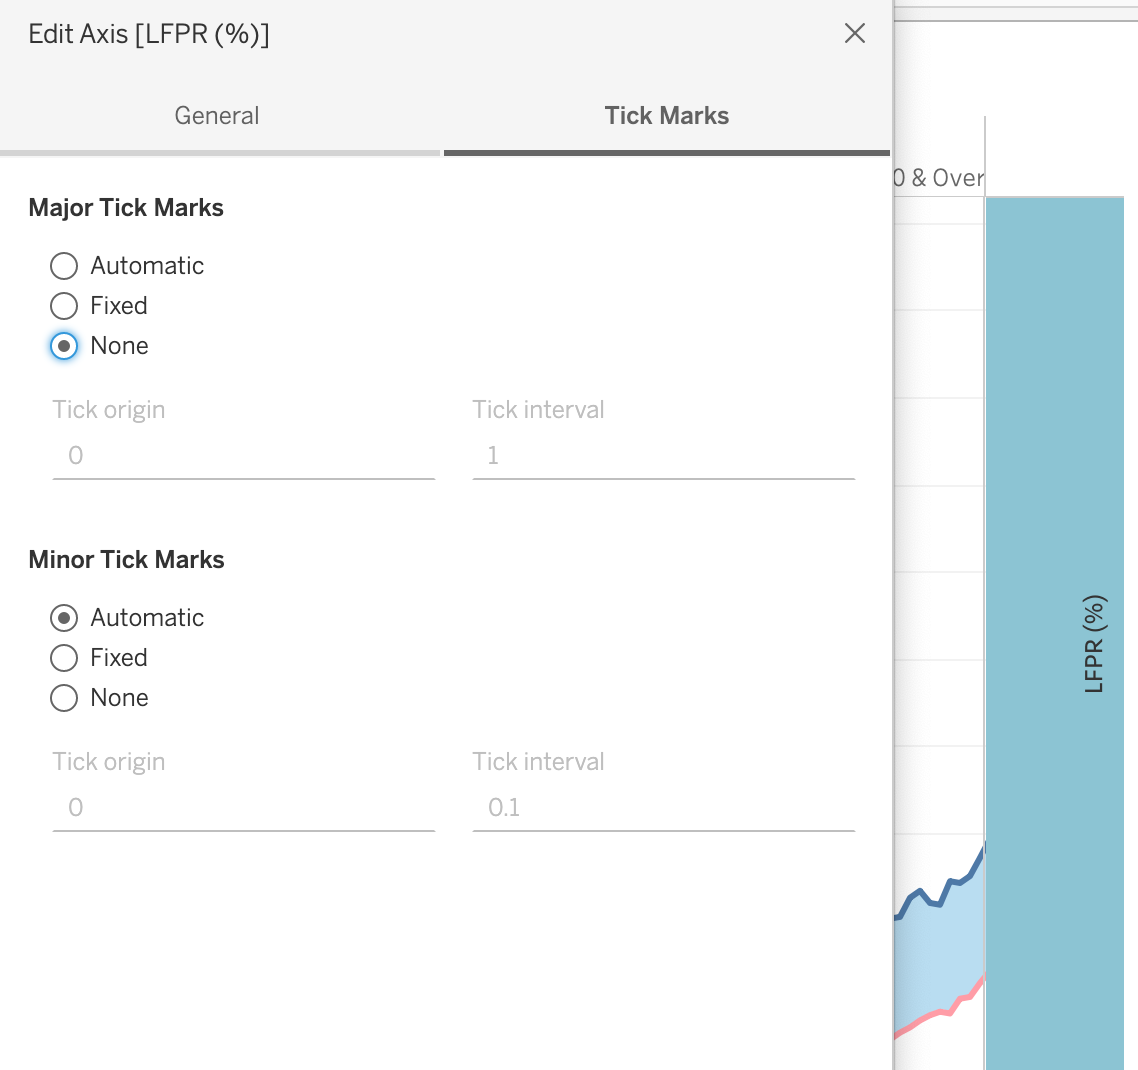 Edit Axis [LFPR (%)]
General
Tick Marks
Major Tick Marks
Automatic
Fixed
None
Tick origin
Tick interval
0
1
Minor Tick Marks
Automatic
Fixed
None
Tick origin
Tick interval
0
0.1
0 & Over
LFPR (%)